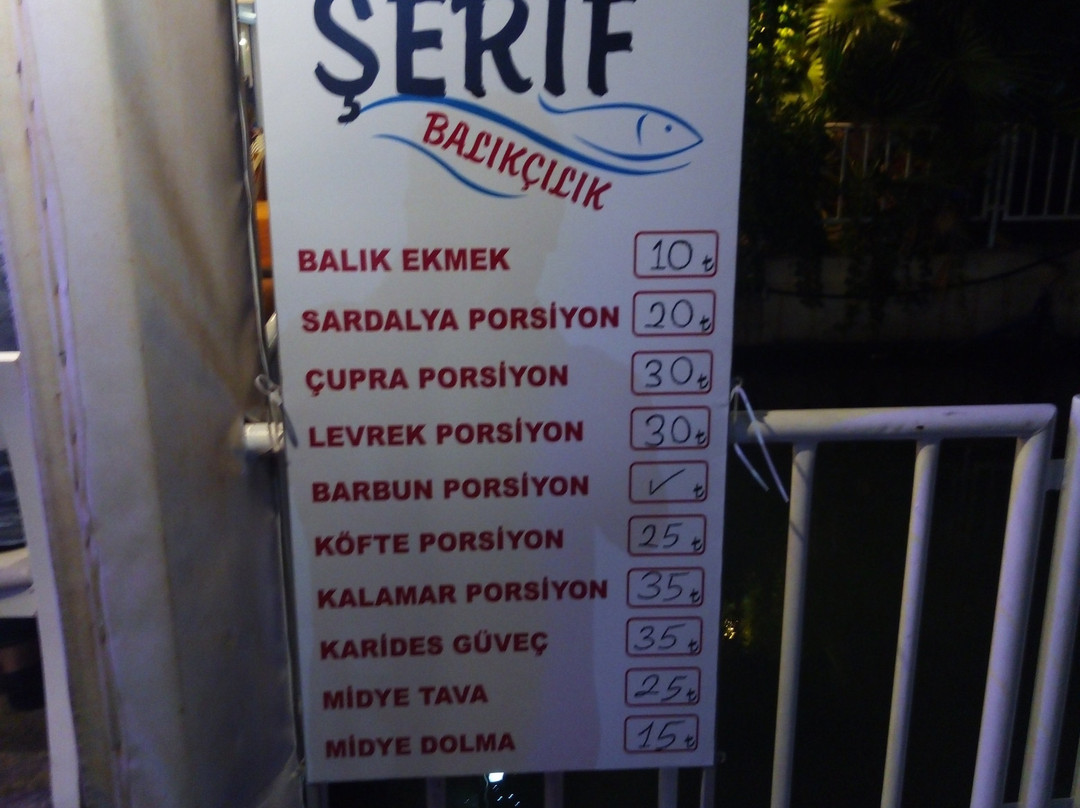 ŞERİF
BALIKÇILIK
BALIK EKMEK 10 ₺
SARDALYA PORSİYON 20 ₺
ÇUPRA PORSİYON 30 ₺
LEVREK PORSİYON 30 ₺
BARBUN PORSİYON ✓ ₺
KÖFTE PORSİYON 25 ₺
KALAMAR PORSİYON 35 ₺
KARİDES GÜVEÇ 35 ₺
MİDYE TAVA 25 ₺
MİDYE DOLMA 15 ₺